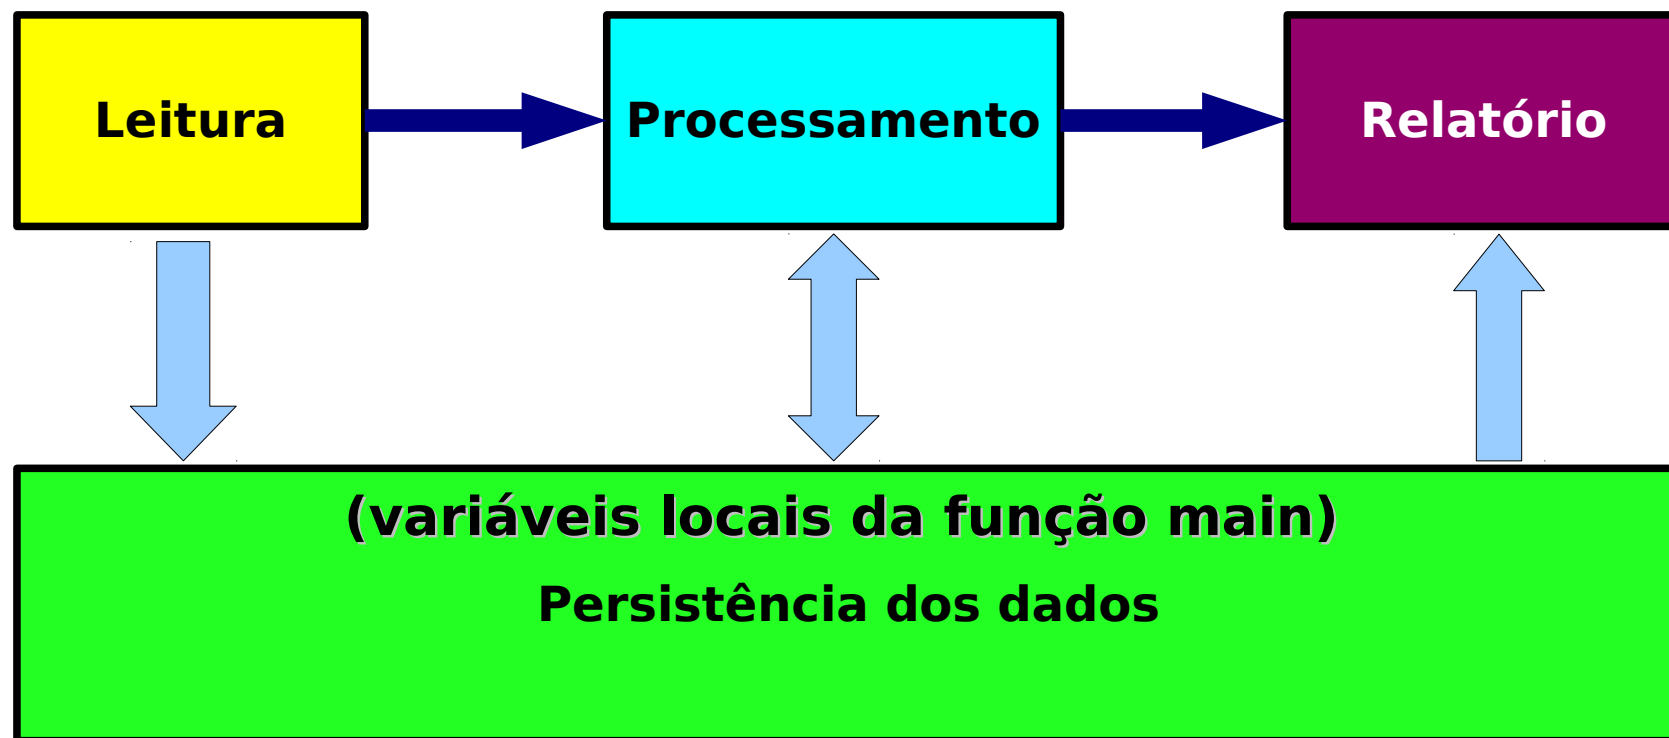 Leitura
Processamento
Relatório
(variáveis locais da função main)
Persistência dos dados